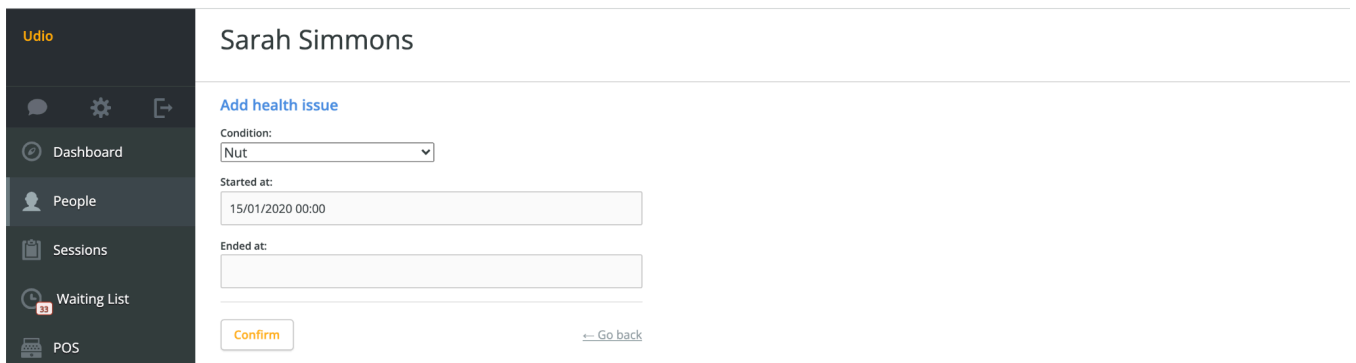 Udio
Sarah Simmons
Add health issue
Condition:
Nut
Started at:
15/01/2020 00:00
Ended at:
Confirm
← Go back
Dashboard
People
Sessions
33
Waiting List
POS